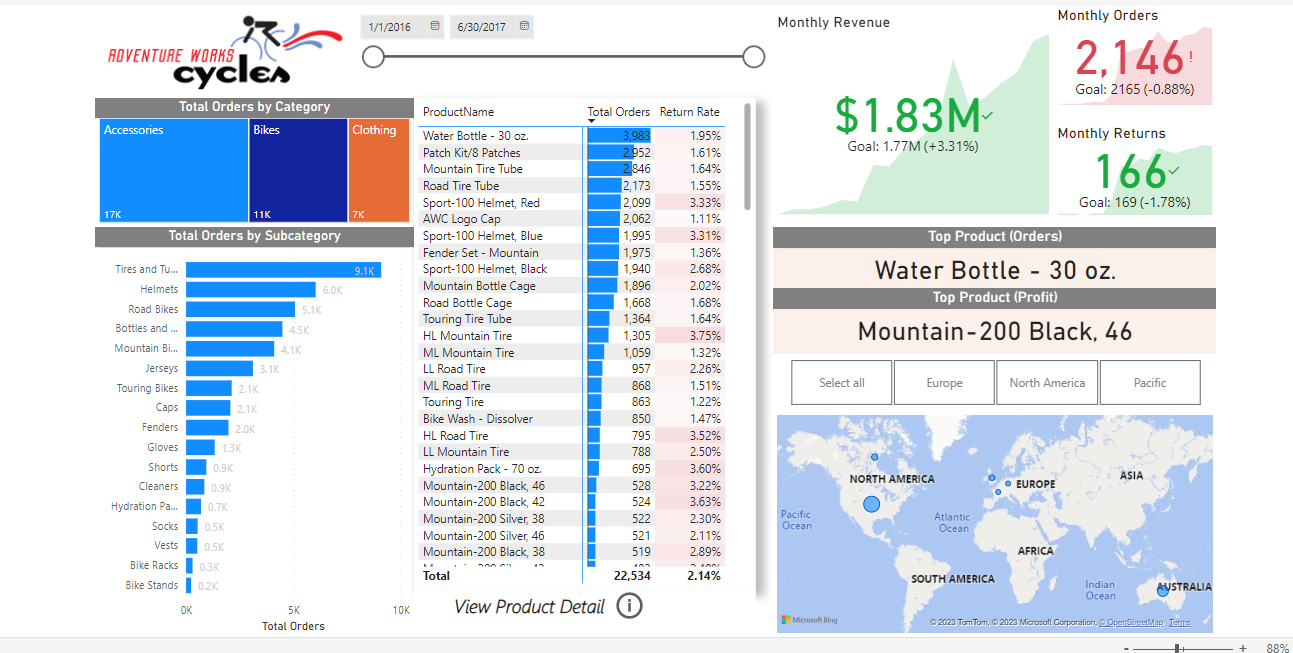 ADVENTURE WORKS
cycles
1/1/2016
6/30/2017
Total Orders by Category
Accessories
17K
Bikes
11K
Clothing
7K
Total Orders by Subcategory
Tires and Tu... 9.1K
Helmets 6.0K
Road Bikes 5.1K
Bottles and ... 4.5K
Mountain Bi... 4.1K
Jerseys 3.1K
Touring Bikes 2.1K
Caps 2.1K
Fenders 2.0K
Gloves 1.3K
Shorts 0.9K
Cleaners 0.9K
Hydration Pa... 0.7K
Socks 0.5K
Vests 0.5K
Bike Racks 0.3K
Bike Stands 0.2K
0K 5K 10K
Total Orders
ProductName Total Orders Return Rate
Water Bottle - 30 oz. 3,983 1.95%
Patch Kit/8 Patches 2,952 1.61%
Mountain Tire Tube 2,846 1.64%
Road Tire Tube 2,173 1.55%
Sport-100 Helmet, Red 2,099 3.33%
AWC Logo Cap 2,062 1.11%
Sport-100 Helmet, Blue 1,995 3.31%
Fender Set - Mountain 1,975 1.36%
Sport-100 Helmet, Black 1,940 2.68%
Mountain Bottle Cage 1,896 2.02%
Road Bottle Cage 1,668 1.68%
Touring Tire Tube 1,364 1.64%
HL Mountain Tire 1,305 3.75%
ML Mountain Tire 1,059 1.32%
LL Road Tire 957 2.26%
ML Road Tire 868 1.51%
Touring Tire 863 1.22%
Bike Wash - Dissolver 850 1.47%
HL Road Tire 795 3.52%
LL Mountain Tire 788 2.50%
Hydration Pack - 70 oz. 695 3.60%
Mountain-200 Black, 46 528 3.22%
Mountain-200 Black, 42 524 3.63%
Mountain-200 Silver, 38 522 2.30%
Mountain-200 Silver, 46 521 2.11%
Mountain-200 Black, 38 519 2.89%
Total 22,534 2.14%
View Product Detail
Monthly Revenue
$1.83M
Goal: 1.77M (+3.31%)
Monthly Orders
2,146!
Goal: 2165 (-0.88%)
Monthly Returns
166
Goal: 169 (-1.78%)
Top Product (Orders)
Water Bottle - 30 oz.
Top Product (Profit)
Mountain-200 Black, 46
Select all
Europe
North America
Pacific
NORTH AMERICA
EUROPE
ASIA
Pacific
Ocean
Atlantic
Ocean
AFRICA
SOUTH AMERICA
Indian
Ocean
AUSTRALIA
Microsoft Bing
© 2023 TomTom, © 2023 Microsoft Corporation, © OpenStreetMap Terms
- + 88%